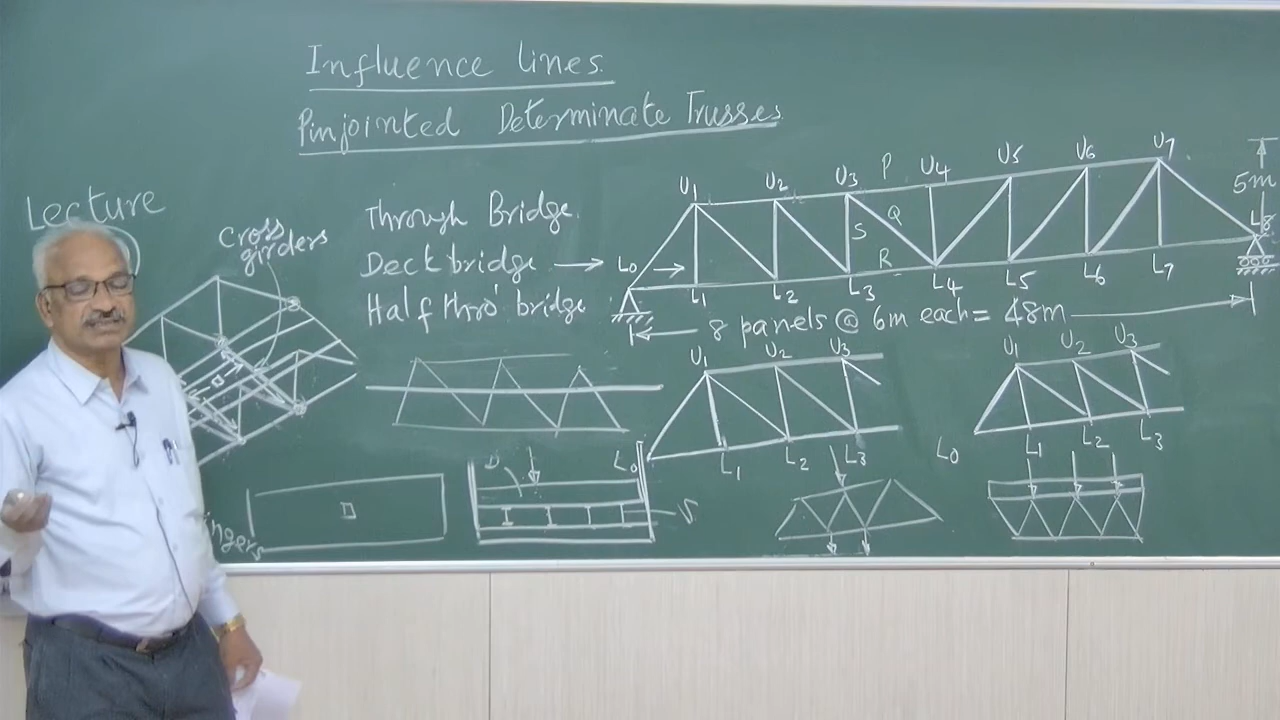 Influence lines.
Pinjointed Determinate Trusses
Lecture
Cross
girders
Through Bridge
Deck bridge
Half thro' bridge
U1 U2 U3 P U4 U5 U6 U7
5m
S Q
R
L0 L1 L2 L3 L4 L5 L6 L7 L8
8 panels @ 6m each = 48m
U1 U2 U3
L0 L1 L2 L3
U1 U2 U3
L0 L1 L2 L3
ingers